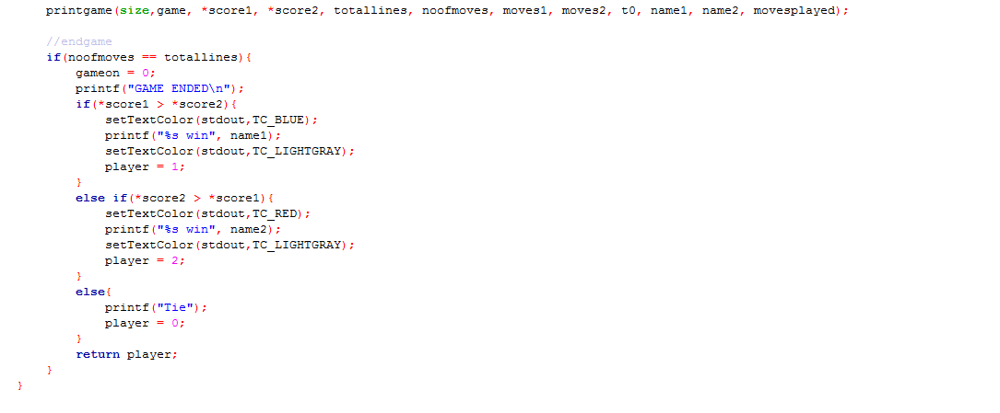 printgame(size,game, *score1, *score2, totallines, noofmoves, moves1, moves2, t0, name1, name2, movesplayed);
//endgame
if(noofmoves == totallines){
gameon = 0;
printf("GAME ENDED\n");
if(*score1 > *score2){
setTextColor(stdout,TC_BLUE);
printf("%s win", name1);
setTextColor(stdout,TC_LIGHTGRAY);
player = 1;
}
else if(*score2 > *score1){
setTextColor(stdout,TC_RED);
printf("%s win", name2);
setTextColor(stdout,TC_LIGHTGRAY);
player = 2;
}
else{
printf("Tie");
player = 0;
}
return player;
}
}